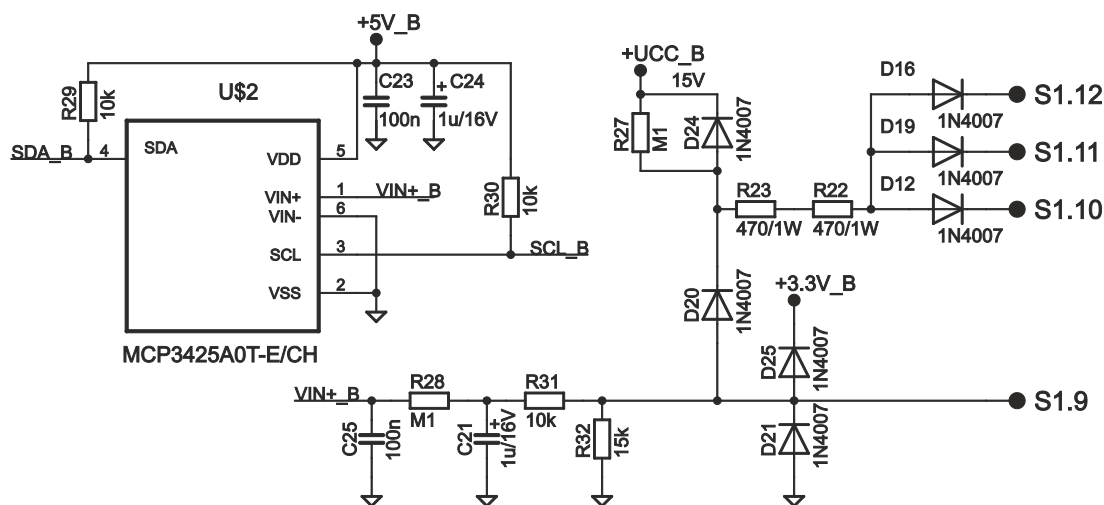 +5V_B
U$2
R29
10k
C23
100n
C24
+
1u/16V
SDA_B
4
SDA
VDD
5
VIN+
1
VIN+_B
VIN-
6
SCL
3
SCL_B
VSS
2
R30
10k
MCP3425A0T-E/CH
+UCC_B
15V
R27
M1
D24
1N4007
R23
470/1W
R22
470/1W
D16
1N4007
S1.12
D19
1N4007
S1.11
D12
1N4007
S1.10
D20
1N4007
+3.3V_B
D25
1N4007
VIN+_B
R28
M1
R31
10k
S1.9
C25
100n
C21
+
1u/16V
R32
15k
D21
1N4007